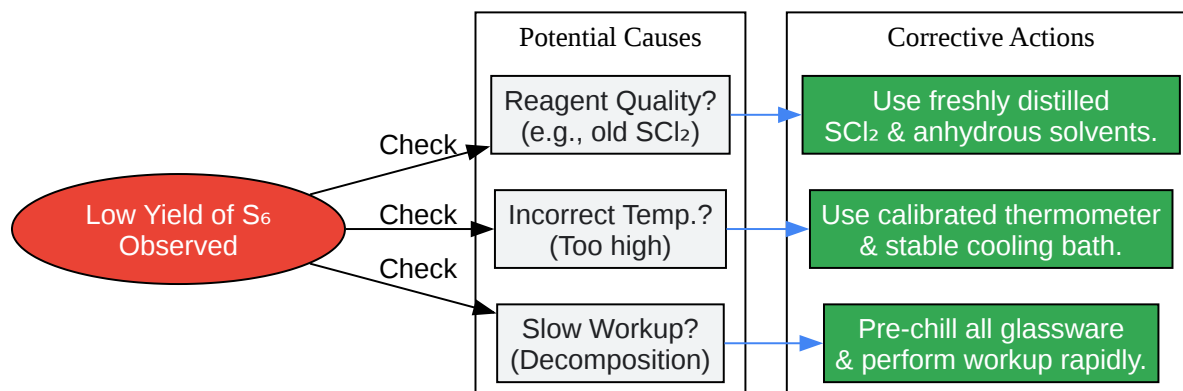 Potential Causes
Corrective Actions
Reagent Quality?
(e.g., old SCl₂)
Use freshly distilled
SCl₂ & anhydrous solvents.
Check
Low Yield of S₆
Observed
Check
Incorrect Temp.?
(Too high)
Use calibrated thermometer
& stable cooling bath.
Check
Slow Workup?
(Decomposition)
Pre-chill all glassware
& perform workup rapidly.